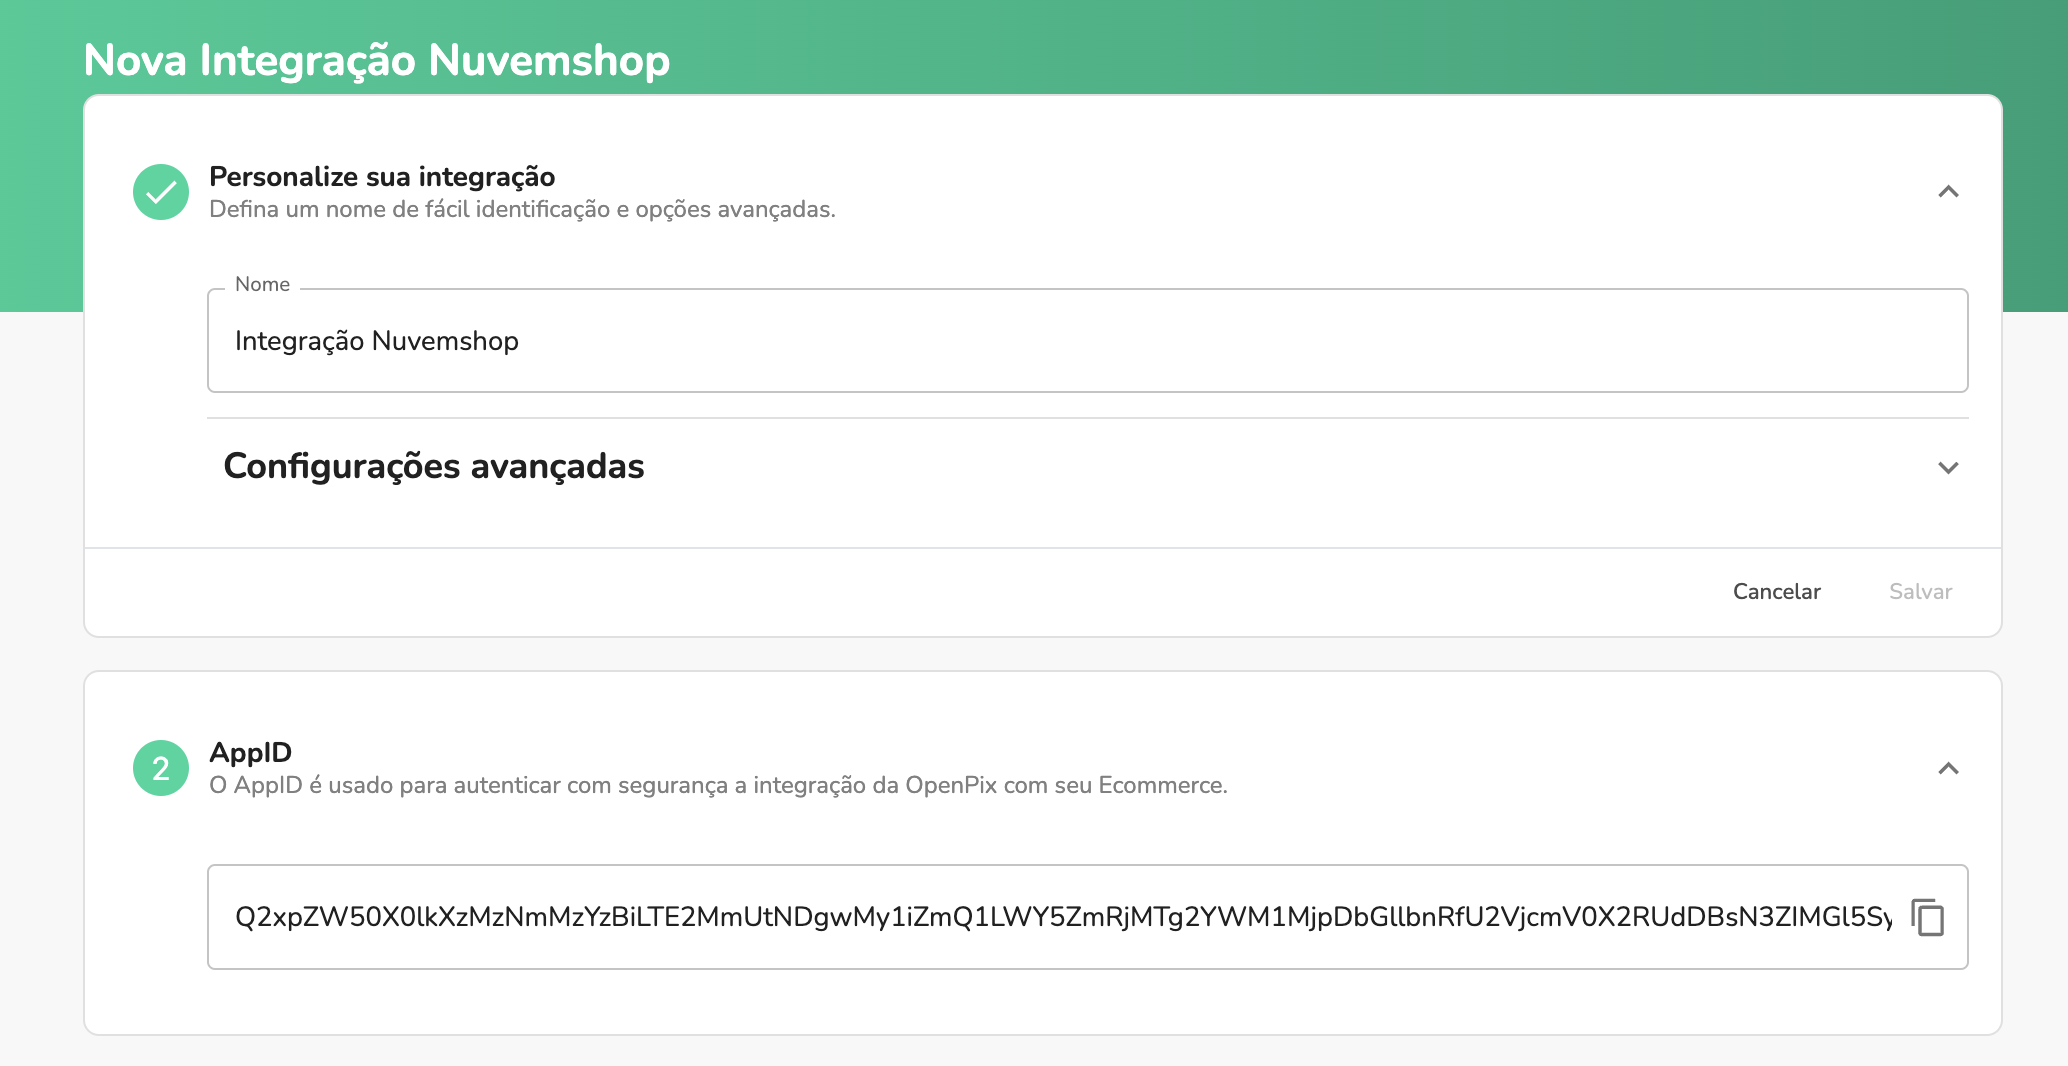 Nova Integração Nuvemshop
Personalize sua integração
Defina um nome de fácil identificação e opções avançadas.
Nome
Integração Nuvemshop
Configurações avançadas
Cancelar
Salvar
2
AppID
O AppID é usado para autenticar com segurança a integração da OpenPix com seu Ecommerce.
Q2xpZW50X0lkXzMzNmMzYzBiLTE2MmUtNDgwMy1iZmQ1LWY5ZmRjMTg2YWM1MjpDbGllbnRfU2VjcmV0X2RUdDBsN3ZIMGl5Sy